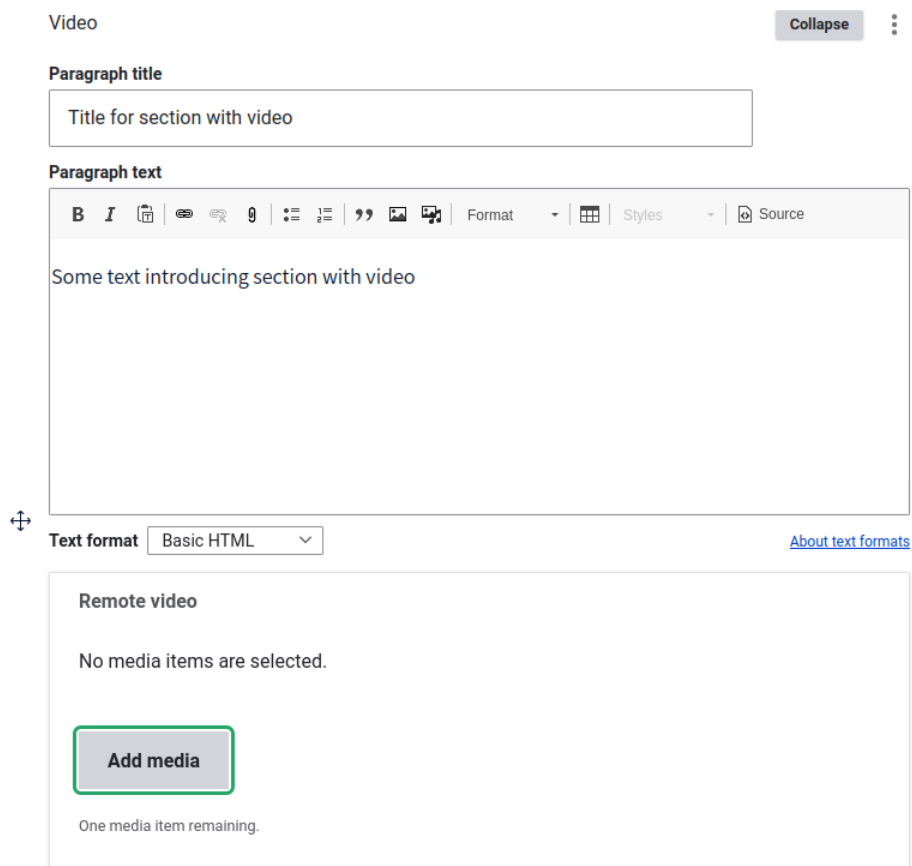 Video
Collapse
Paragraph title
Title for section with video
Paragraph text
B I Format Styles Source
Some text introducing section with video
Text format Basic HTML About text formats
Remote video
No media items are selected.
Add media
One media item remaining.